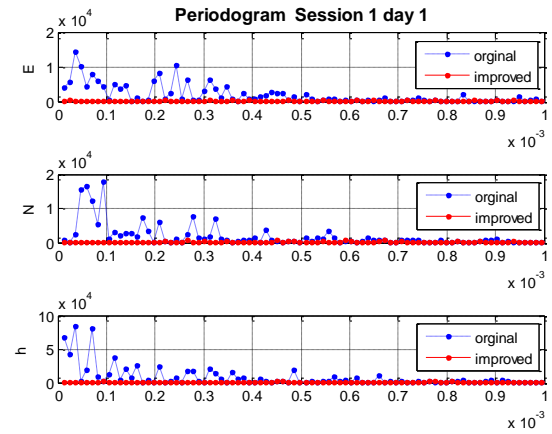 Periodogram Session 1 day 1
x 10^4
2
1
0
E
orginal
improved
0 0.1 0.2 0.3 0.4 0.5 0.6 0.7 0.8 0.9 1
x 10^-3
x 10^4
2
1
0
N
orginal
improved
0 0.1 0.2 0.3 0.4 0.5 0.6 0.7 0.8 0.9 1
x 10^-3
x 10^4
10
5
0
h
orginal
improved
0 0.1 0.2 0.3 0.4 0.5 0.6 0.7 0.8 0.9 1
x 10^-3